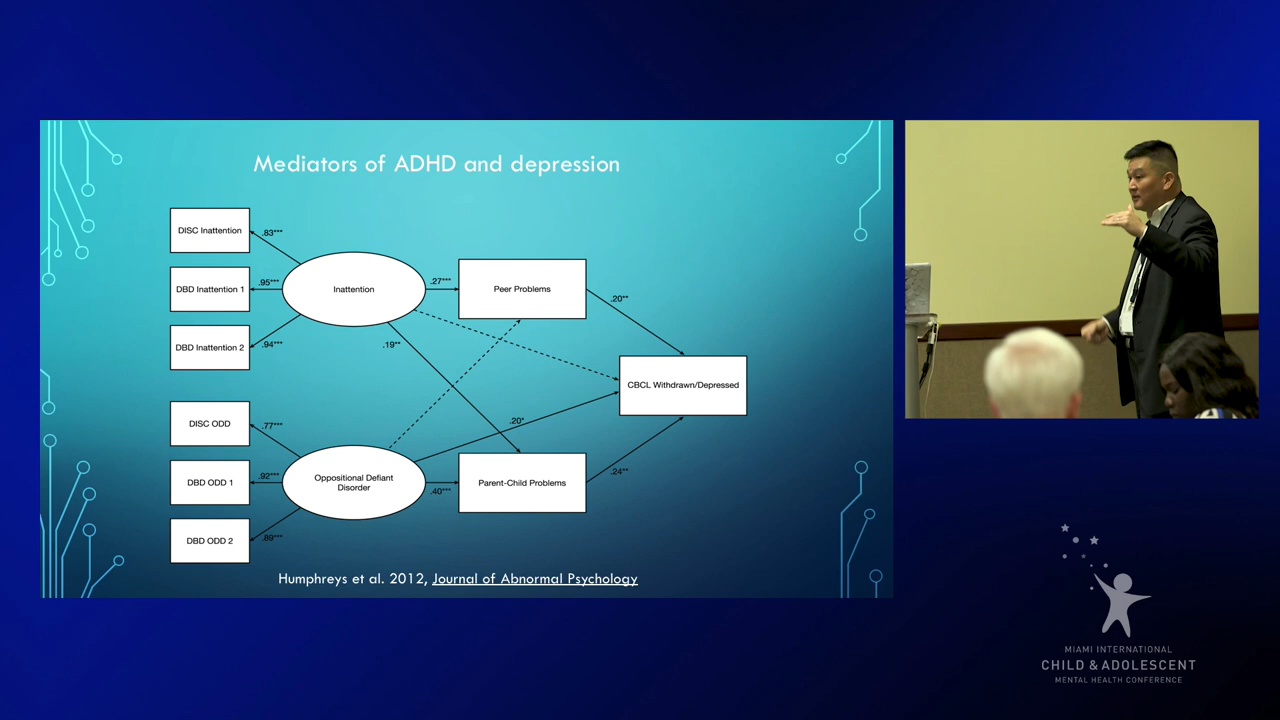 Mediators of ADHD and depression
DISC Inattention
.83***
DBD Inattention 1
.95***
Inattention
.27***
Peer Problems
.20**
DBD Inattention 2
.94***
.19**
CBCL Withdrawn/Depressed
DISC ODD
.77***
.20*
DBD ODD 1
.92***
Oppositional Defiant
Disorder
.40***
Parent-Child Problems
.24**
DBD ODD 2
.89***
Humphreys et al. 2012, Journal of Abnormal Psychology
MIAMI INTERNATIONAL
CHILD & ADOLESCENT
MENTAL HEALTH CONFERENCE